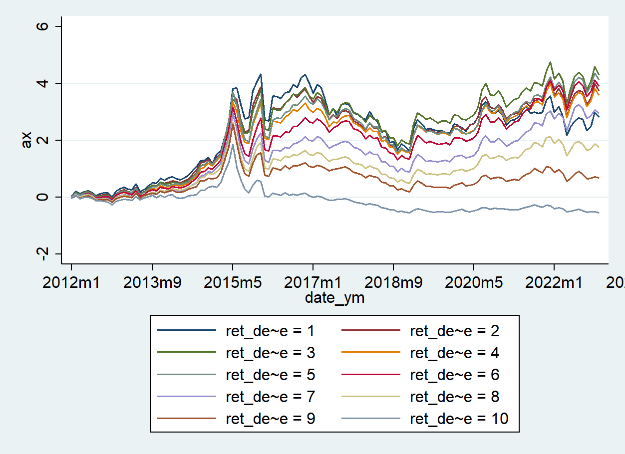 6
4
2
0
-2
ax
2012m1 2013m9 2015m5 2017m1 2018m9 2020m5 2022m1 20
date_ym
ret_de~e = 1 ret_de~e = 2
ret_de~e = 3 ret_de~e = 4
ret_de~e = 5 ret_de~e = 6
ret_de~e = 7 ret_de~e = 8
ret_de~e = 9 ret_de~e = 10